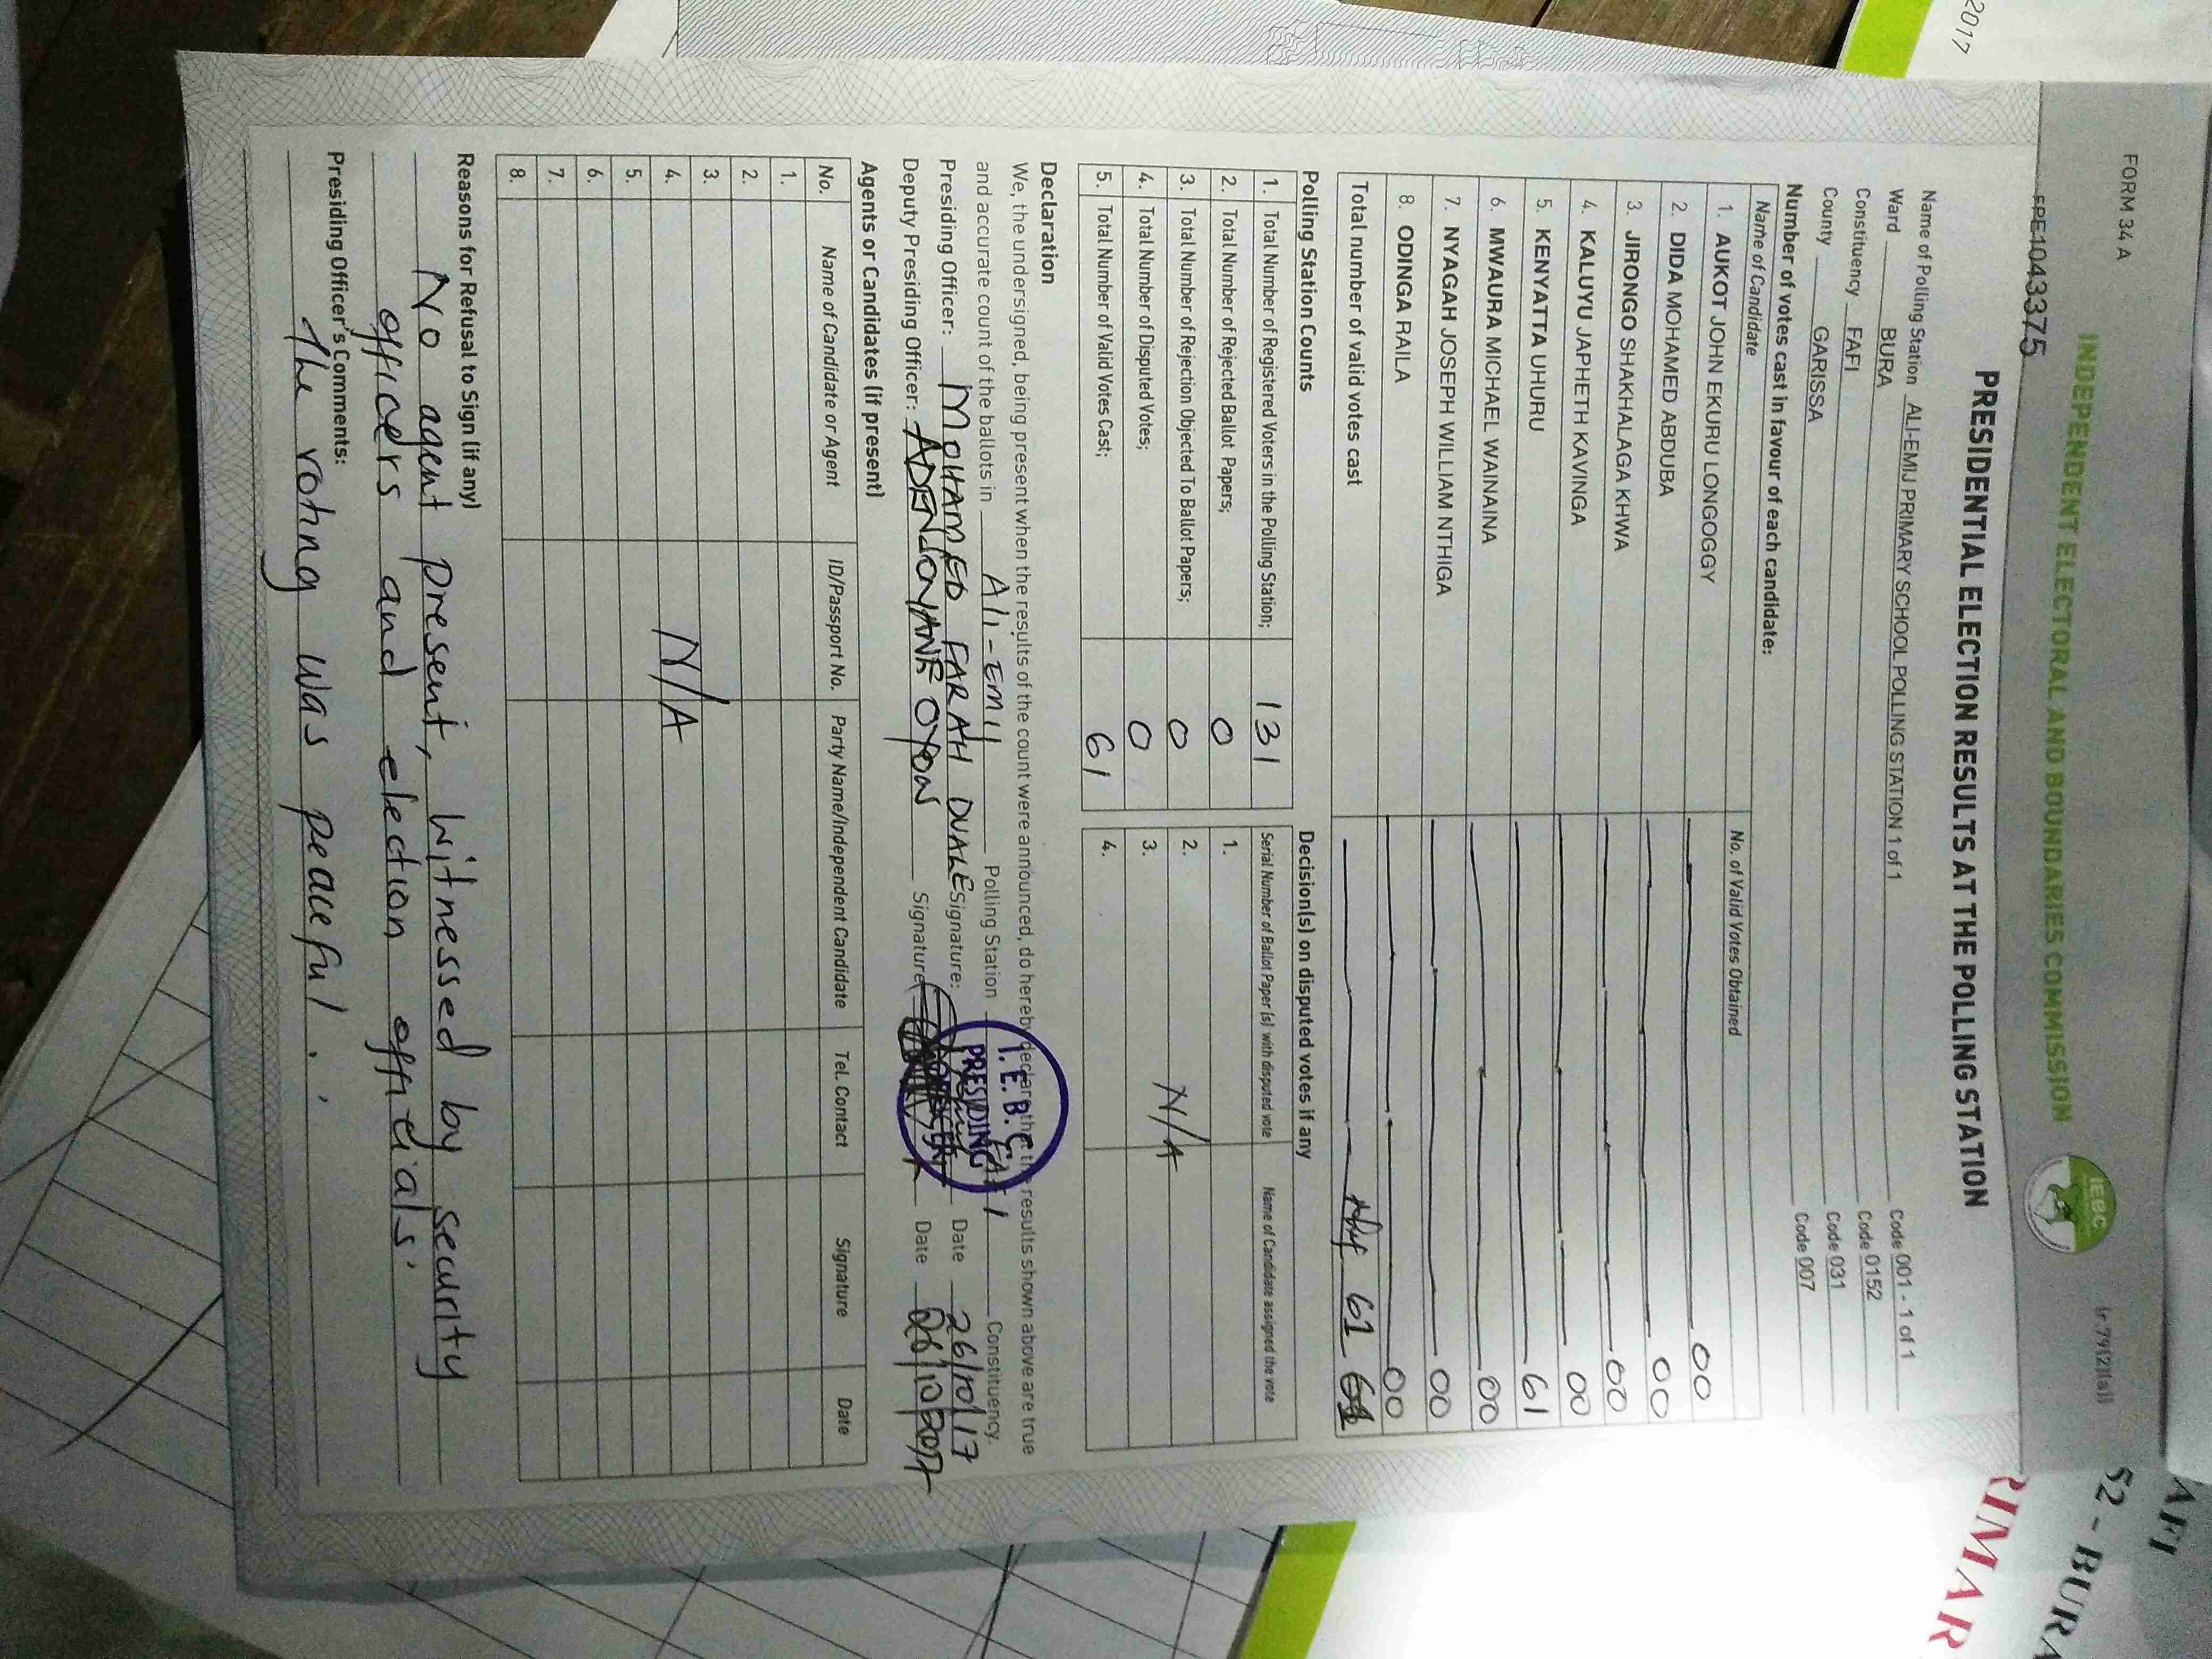 2017
FORM 34 A
INDEPENDENT ELECTORAL AND BOUNDARIES COMMISSION
IEBC
(r.79(2)(a))
AFI
52 - BURA
RIMAR
PRE1043375
PRESIDENTIAL ELECTION RESULTS AT THE POLLING STATION
Name of Polling Station ALI-EMIJ PRIMARY SCHOOL POLLING STATION 1 of 1 Code 001 - 1 of 1
Ward BURA Code 0152
Constituency FAFI Code 031
County GARISSA Code 007
Number of votes cast in favour of each candidate:
Name of Candidate No. of Valid Votes Obtained
1. AUKOT JOHN EKURU LONGOGGY 00
2. DIDA MOHAMED ABDUBA 00
3. JIRONGO SHAKHALAGA KHWA 00
4. KALUYU JAPHETH KAVINGA 00
5. KENYATTA UHURU 61
6. MWAURA MICHAEL WAINAINA 00
7. NYAGAH JOSEPH WILLIAM NTHIGA 00
8. ODINGA RAILA 00
Total number of valid votes cast 61
Polling Station Counts Decision(s) on disputed votes if any
Serial Number of Ballot Paper (s) with disputed vote Name of Candidate assigned the vote
1. Total Number of Registered Voters in the Polling Station; 131 1.
2. Total Number of Rejected Ballot Papers; 0 2. N/A
3. Total Number of Rejection Objected To Ballot Papers; 0 3.
4. Total Number of Disputed Votes; 0 4.
5. Total Number of Valid Votes Cast; 61
Declaration
We, the undersigned, being present when the results of the count were announced, do hereby declare that the results shown above are true
and accurate count of the ballots in Ali-Emij Polling Station FAFI Constituency.
Presiding Officer: MOHAMED FARAH DUALE Signature: Date 26/10/17
Deputy Presiding Officer: Signature Date 26/10/2017
I. E. B. C
PRESIDING
Agents or Candidates (if present)
No. Name of Candidate or Agent ID/Passport No. Party Name/Independent Candidate Tel. Contact Signature Date
1.
2.
3.
4. N/A
5.
6.
7.
8.
Reasons for Refusal to Sign (if any)
No agent present, witnessed by security
officers and election officials.
Presiding Officer's Comments:
The voting was peaceful.